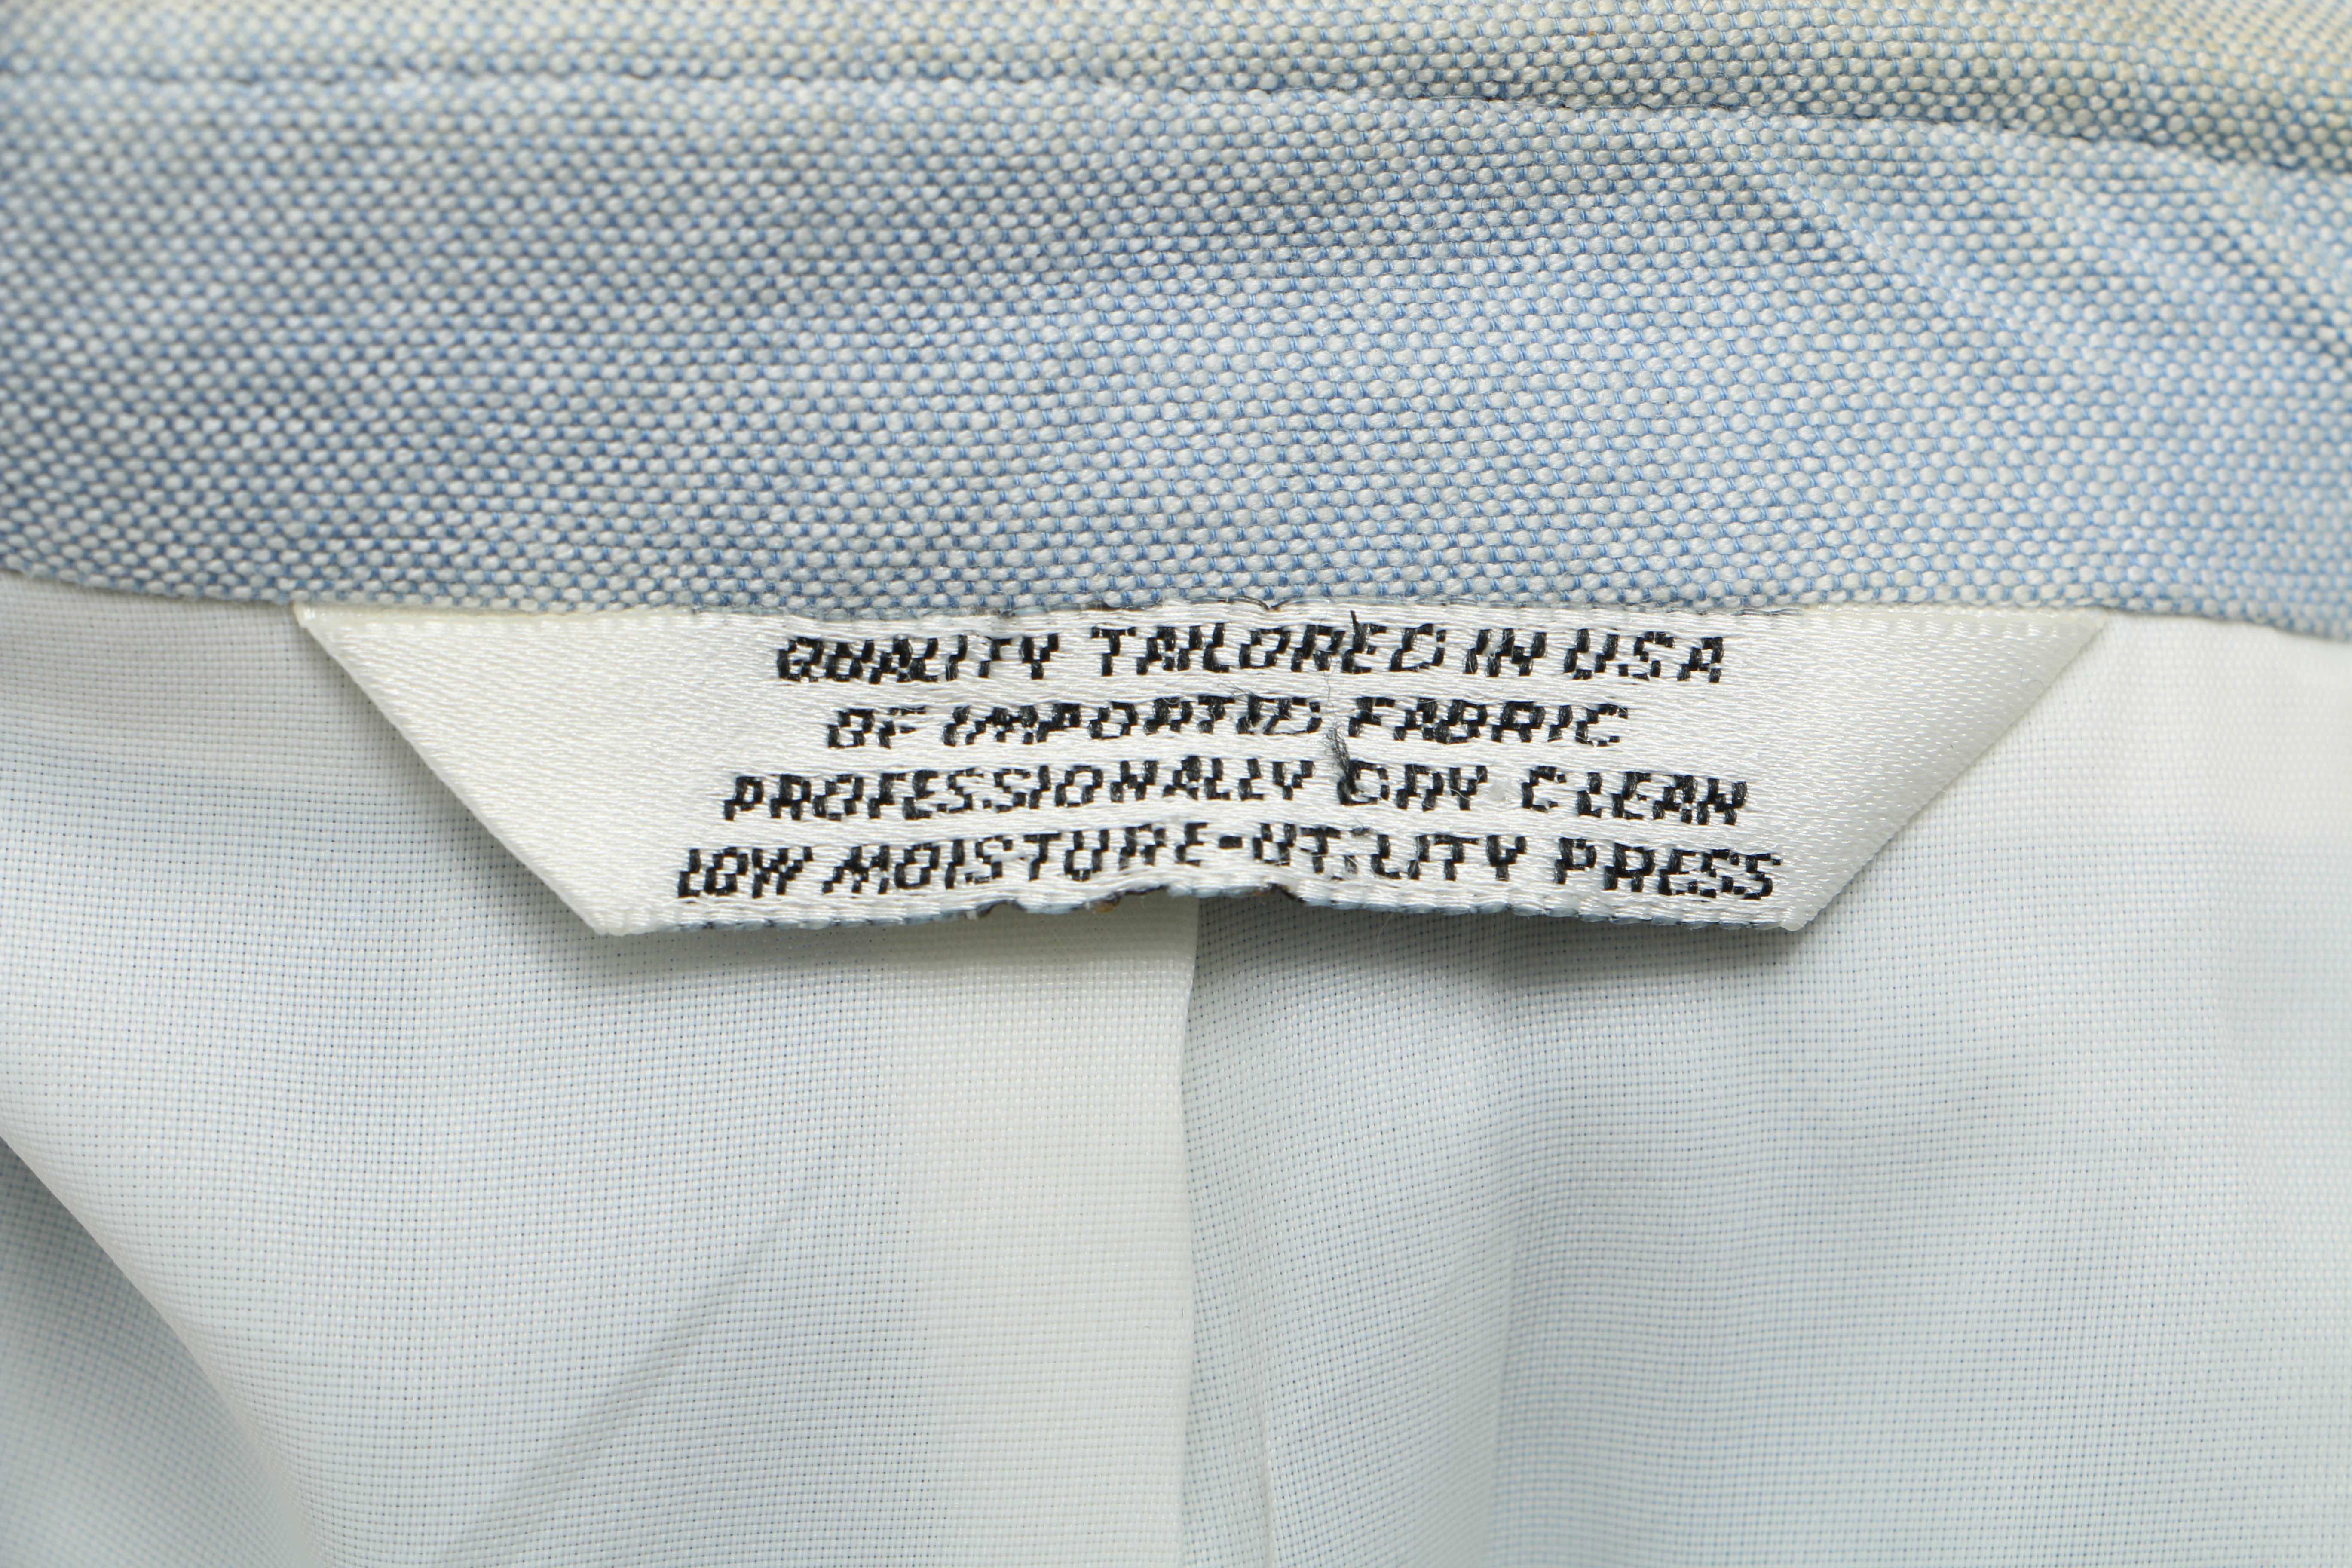 QUALITY TAILORED IN USA
OF IMPORTED FABRIC
PROFESSIONALLY DRY CLEAN
LOW MOISTURE-UTILITY PRESS